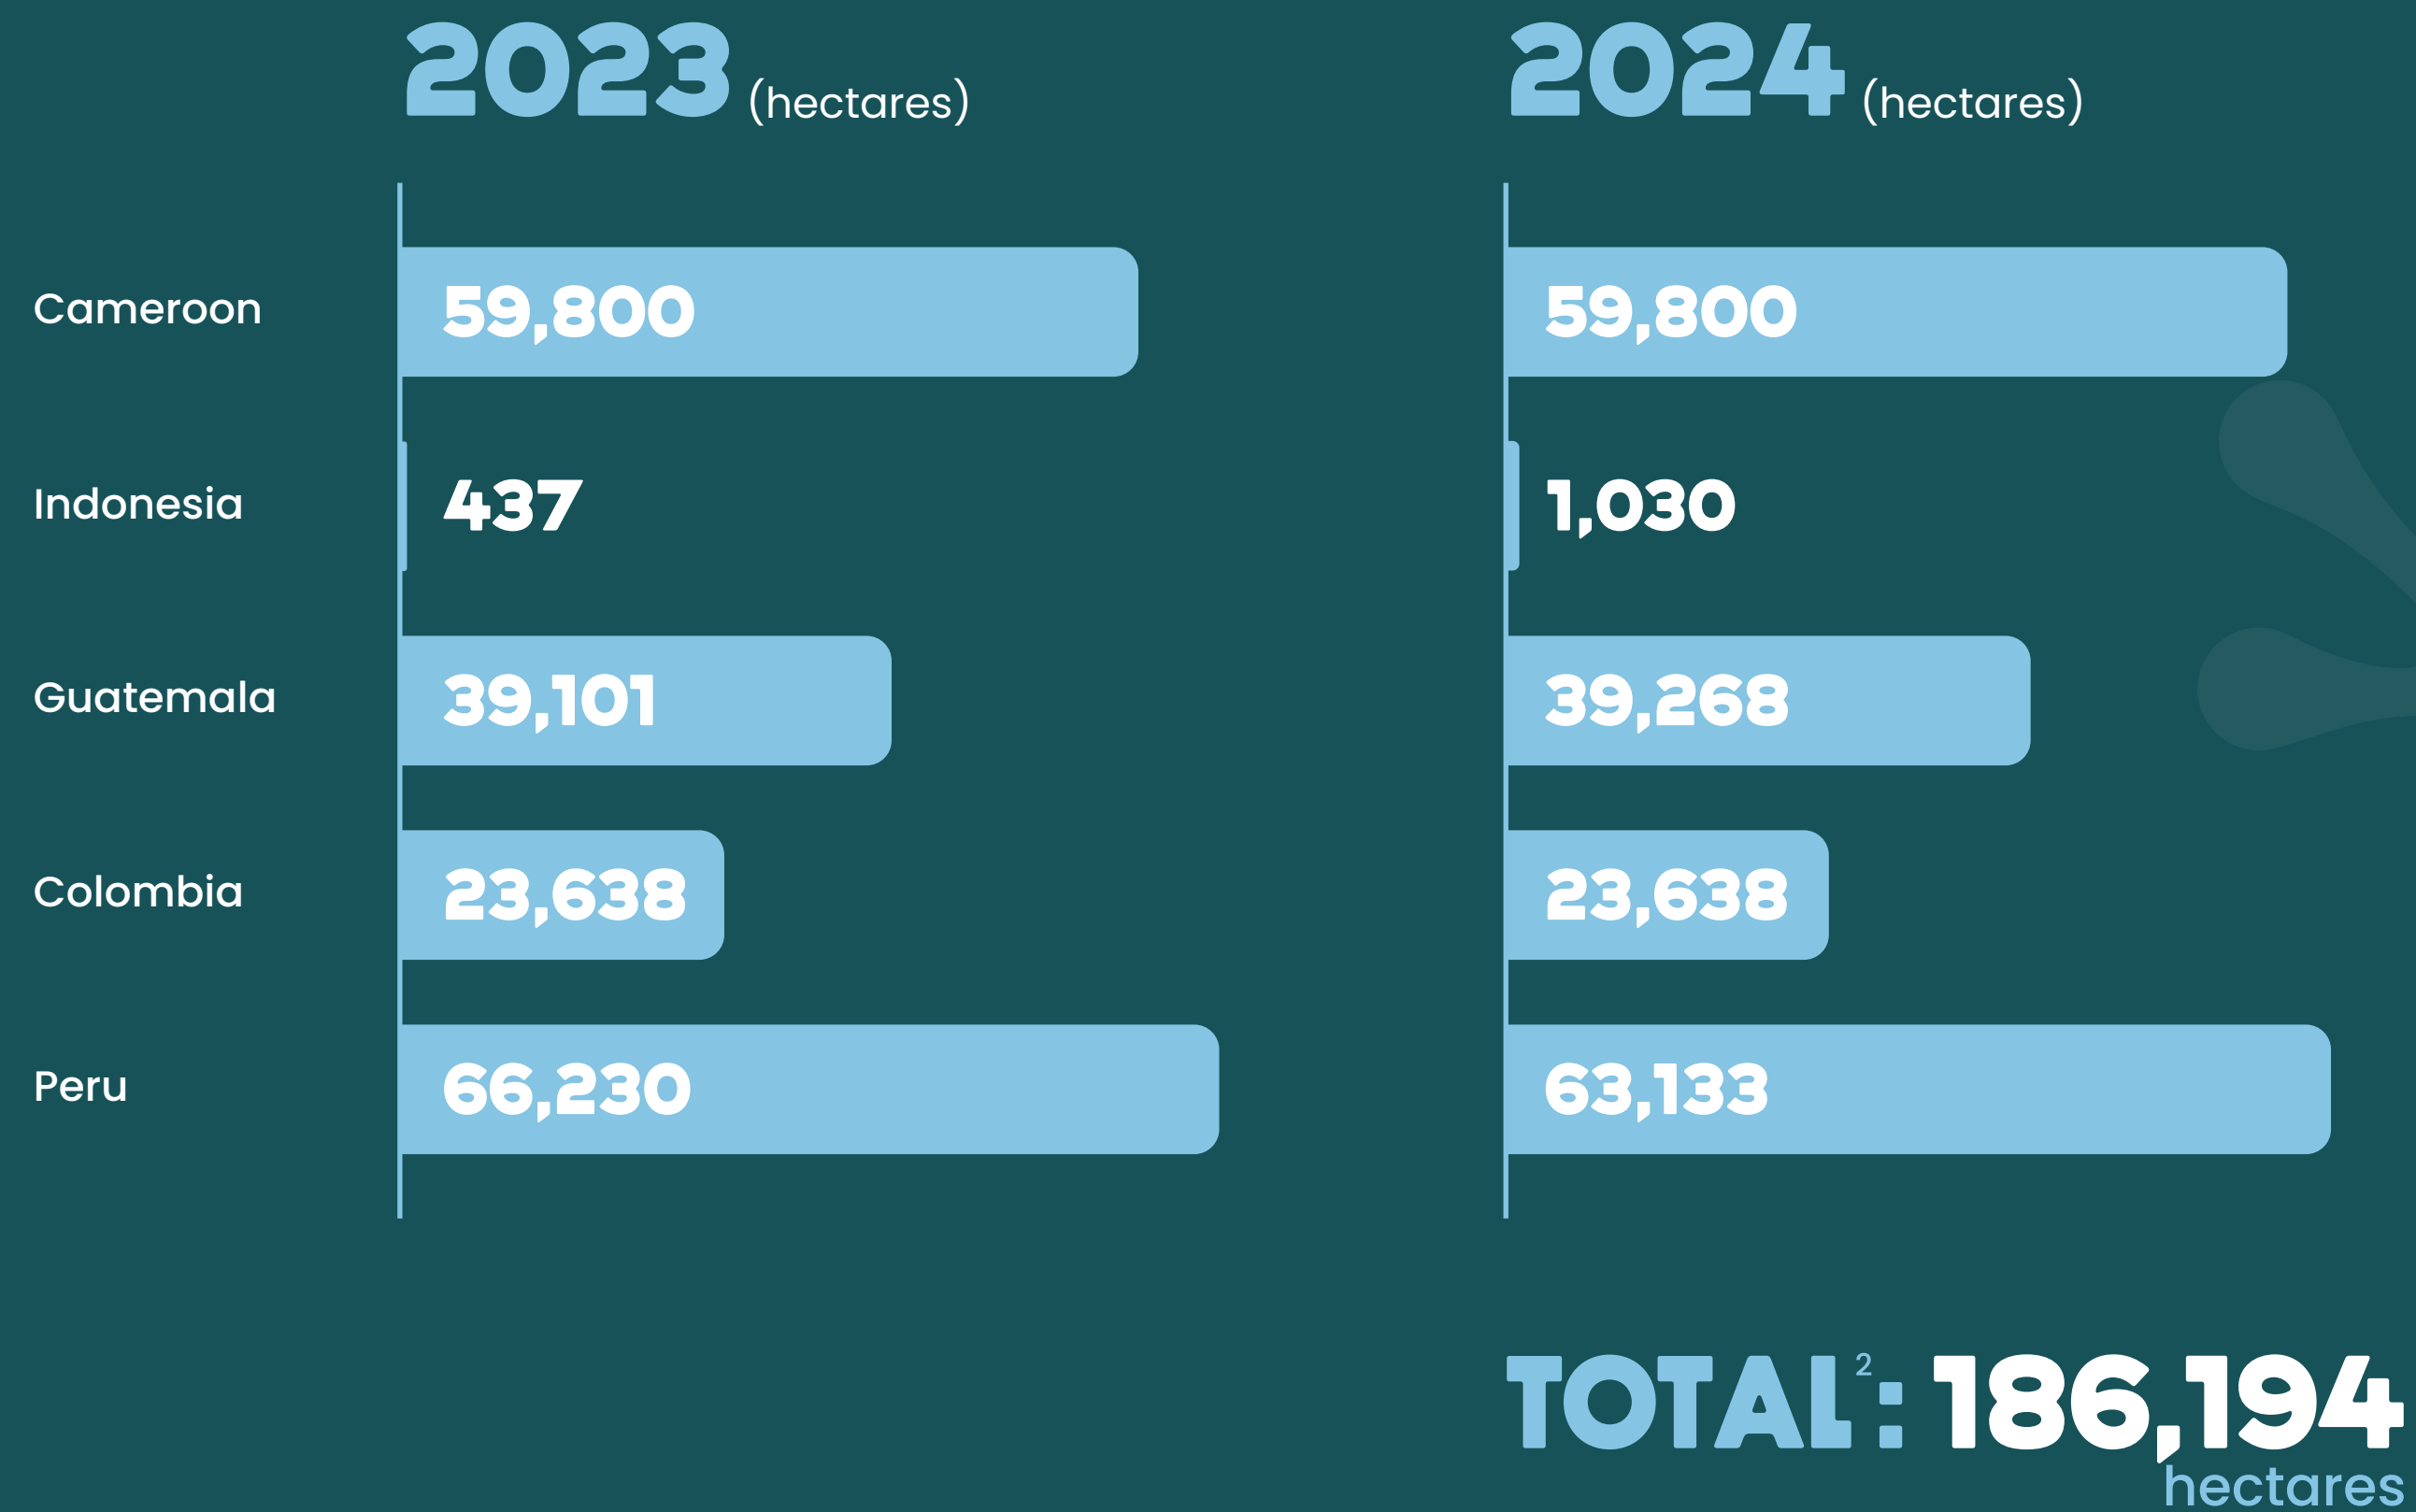 2023 (hectares) 2024 (hectares)
Cameroon 59,800 59,800
Indonesia 437 1,030
Guatemala 39,101 39,268
Colombia 23,638 23,638
Peru 66,230 63,133
TOTAL²: 186,194
hectares